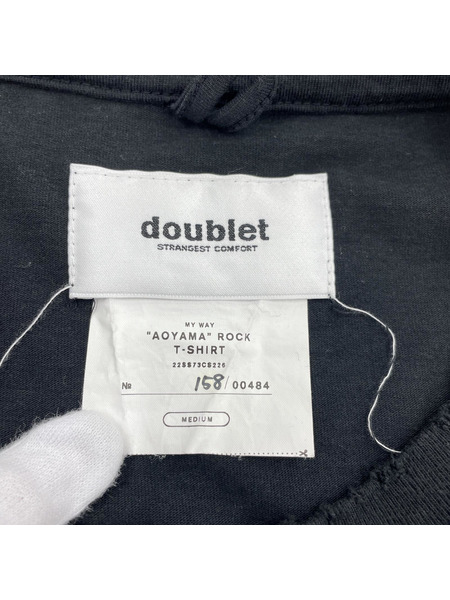 doublet
STRANGEST COMFORT
MY WAY
"AOYAMA" ROCK
T-SHIRT
22SS73CS226
№ 158/00484
MEDIUM